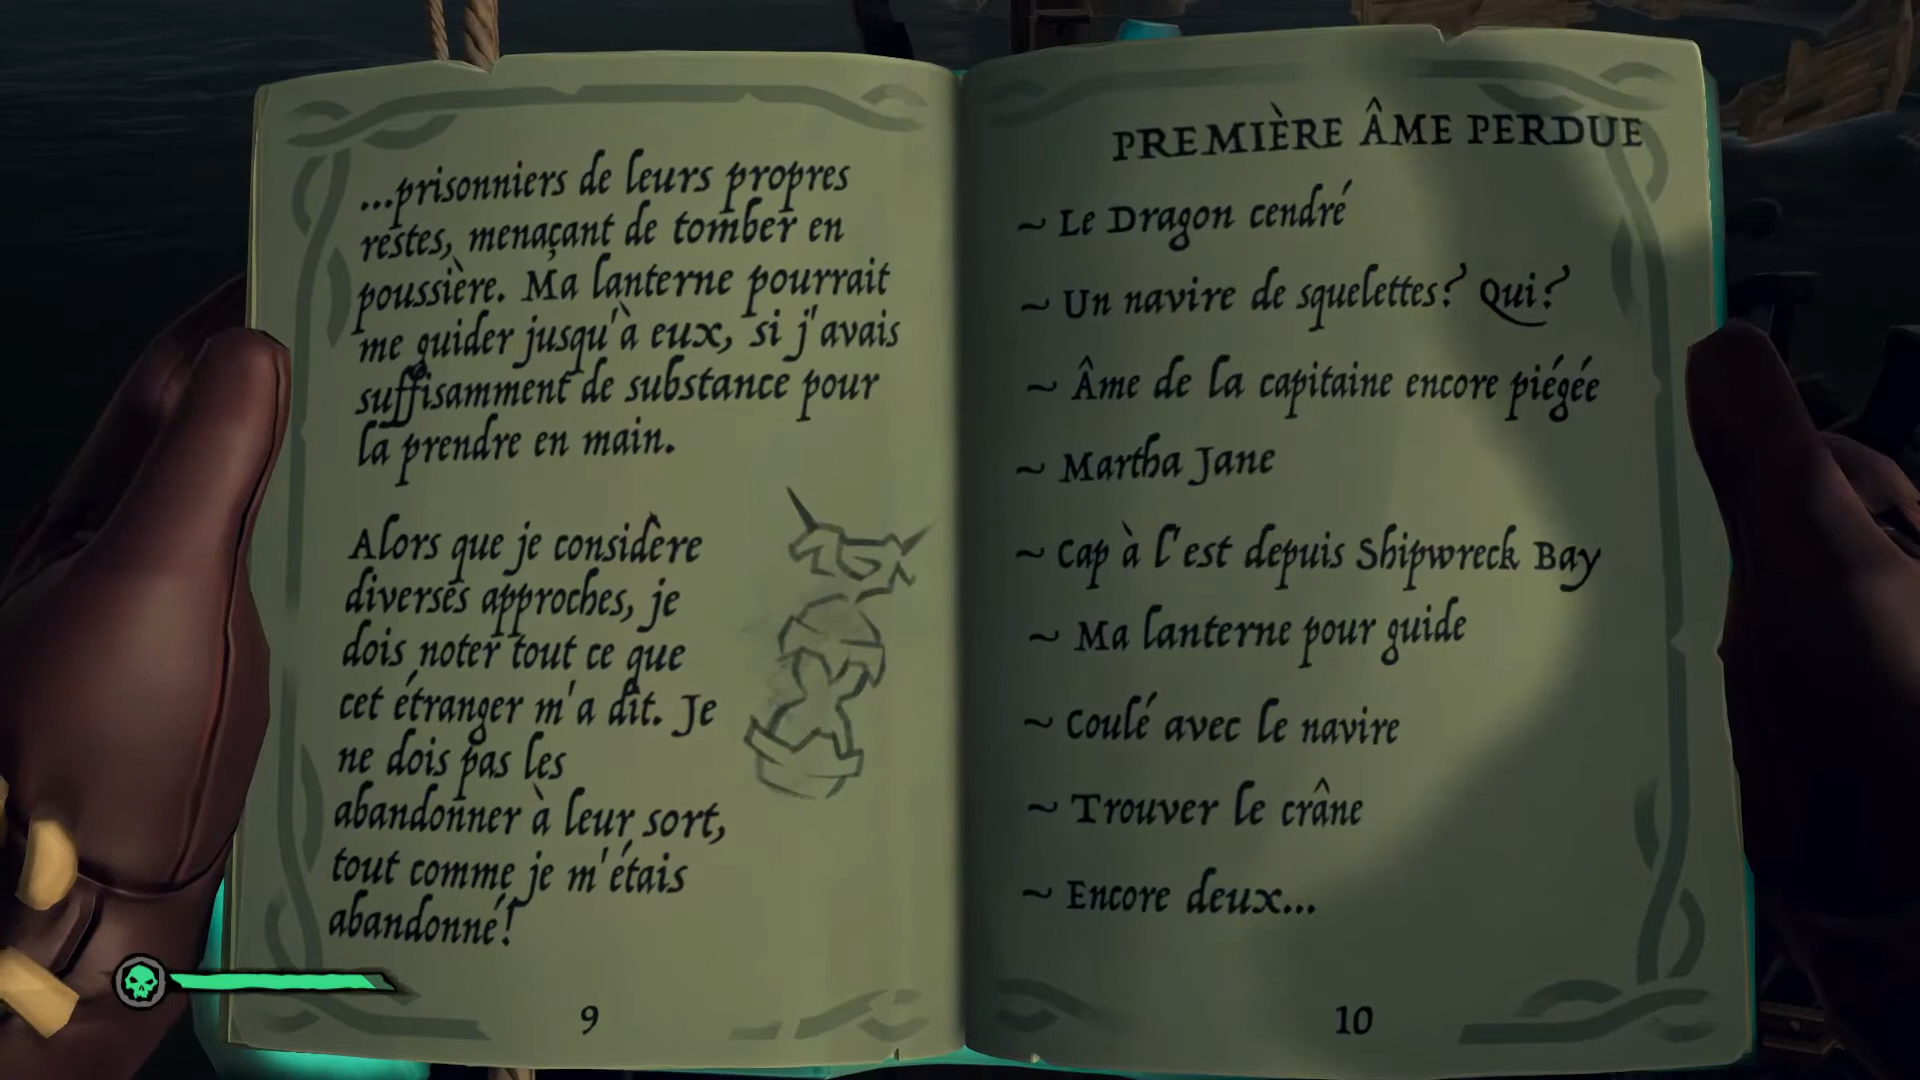 ...prisonniers de leurs propres
restes, menaçant de tomber en
poussière. Ma lanterne pourrait
me guider jusqu'à eux, si j'avais
suffisamment de substance pour
la prendre en main.
Alors que je considère
diverses approches, je
dois noter tout ce que
cet étranger m'a dit. Je
ne dois pas les
abandonner à leur sort,
tout comme je m'étais
abandonné!
9
PREMIÈRE ÂME PERDUE
~ Le Dragon cendré
~ Un navire de squelettes? Qui?
~ Âme de la capitaine encore piégée
~ Martha Jane
~ Cap à l'est depuis Shipwreck Bay
~ Ma lanterne pour guide
~ Coulé avec le navire
~ Trouver le crâne
~ Encore deux...
10